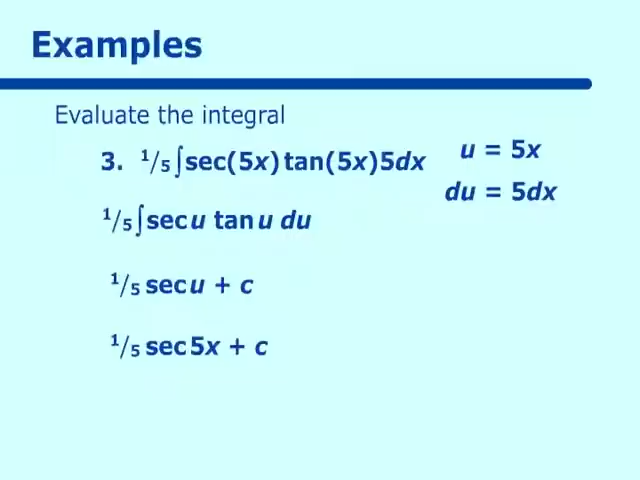 Examples
Evaluate the integral
3. ¹/₅∫sec(5x)tan(5x)5dx
u = 5x
du = 5dx
¹/₅∫sec u tan u du
¹/₅ sec u + c
¹/₅ sec 5x + c